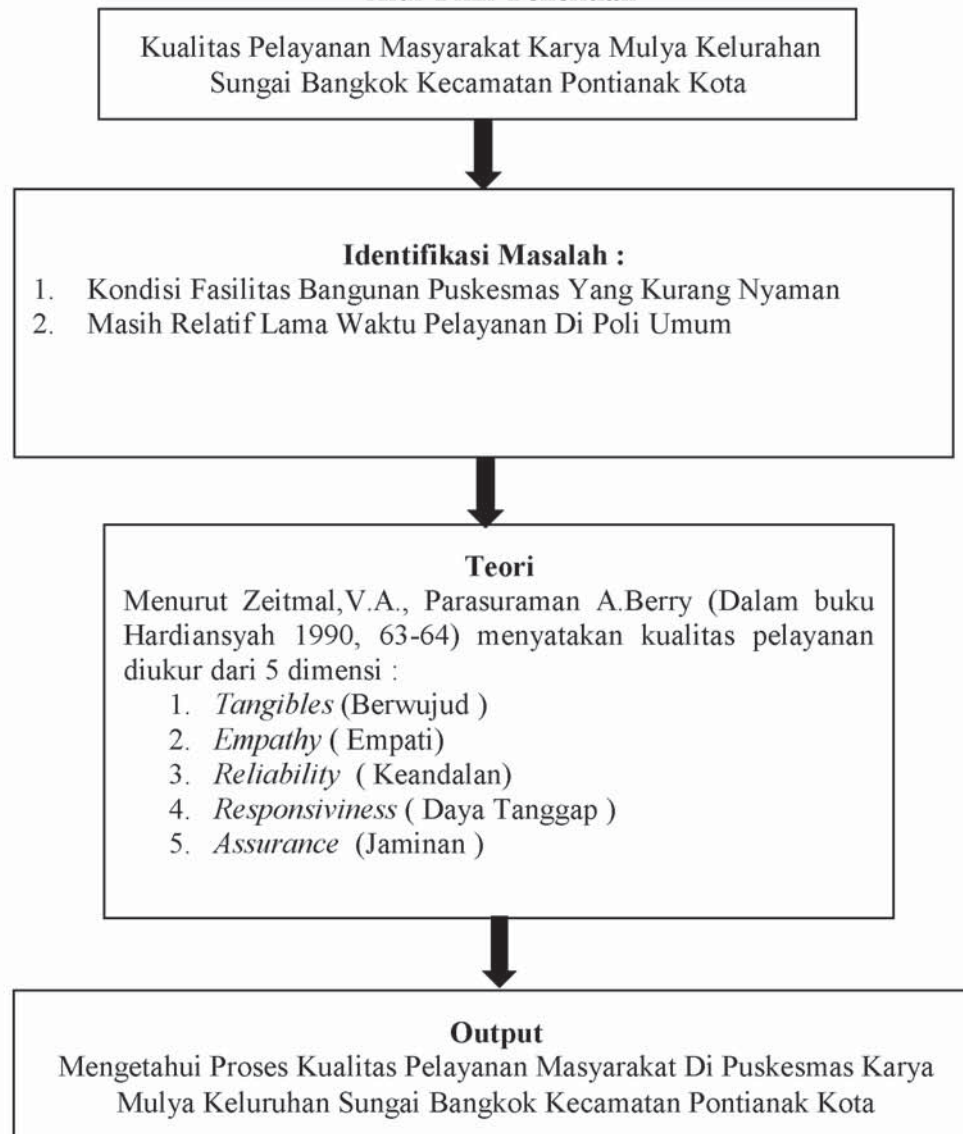 Kualitas Pelayanan Masyarakat Karya Mulya Kelurahan
Sungai Bangkok Kecamatan Pontianak Kota
Identifikasi Masalah :
1. Kondisi Fasilitas Bangunan Puskesmas Yang Kurang Nyaman
2. Masih Relatif Lama Waktu Pelayanan Di Poli Umum
Teori
Menurut Zeitmal,V.A., Parasuraman A.Berry (Dalam buku
Hardiansyah 1990, 63-64) menyatakan kualitas pelayanan
diukur dari 5 dimensi :
1. Tangibles (Berwujud )
2. Empathy ( Empati)
3. Reliability ( Keandalan)
4. Responsiviness ( Daya Tanggap )
5. Assurance (Jaminan )
Output
Mengetahui Proses Kualitas Pelayanan Masyarakat Di Puskesmas Karya
Mulya Keluruhan Sungai Bangkok Kecamatan Pontianak Kota